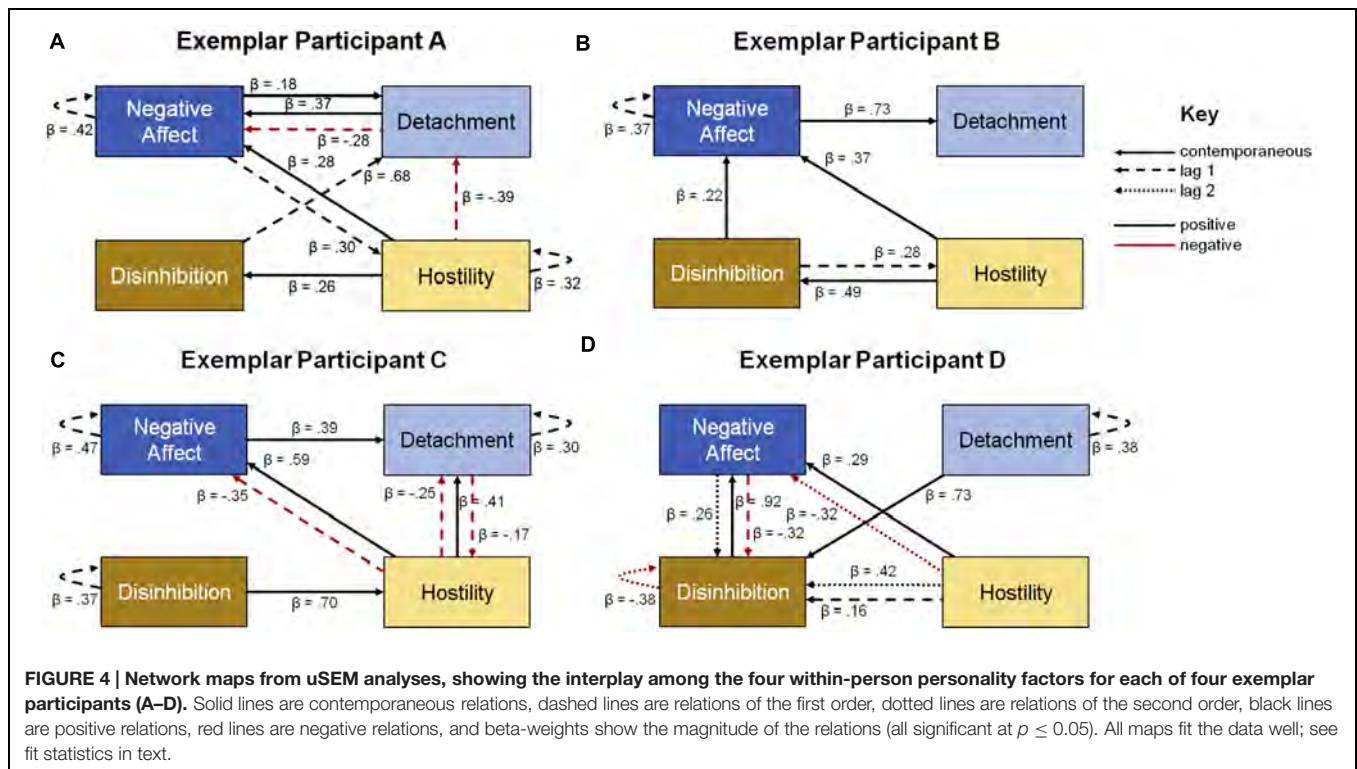 A
Exemplar Participant A
β = .18
β = .37
β = -.28
β = .42
Negative
Affect
Detachment
β = .28
β = .68
β = -.39
β = .30
Disinhibition
Hostility
β = .26
β = .32
B
Exemplar Participant B
Negative
Affect
Detachment
β = .37
β = .73
β = .37
β = .22
Disinhibition
Hostility
β = .28
β = .49
Key
contemporaneous
lag 1
lag 2
positive
negative
C
Exemplar Participant C
Negative
Affect
Detachment
β = .39
β = .47
β = .59
β = .30
β = -.35
β = -.25
β = .41
β = -.17
Disinhibition
Hostility
β = .37
β = .70
D
Exemplar Participant D
Negative
Affect
Detachment
β = .29
β = .38
β = .73
β = .26
β = .92
β = -.32
β = -.32
Disinhibition
Hostility
β = .42
β = .16
β = -.38
FIGURE 4 | Network maps from uSEM analyses, showing the interplay among the four within-person personality factors for each of four exemplar
participants (A–D). Solid lines are contemporaneous relations, dashed lines are relations of the first order, dotted lines are relations of the second order, black lines
are positive relations, red lines are negative relations, and beta-weights show the magnitude of the relations (all significant at p ≤ 0.05). All maps fit the data well; see
fit statistics in text.